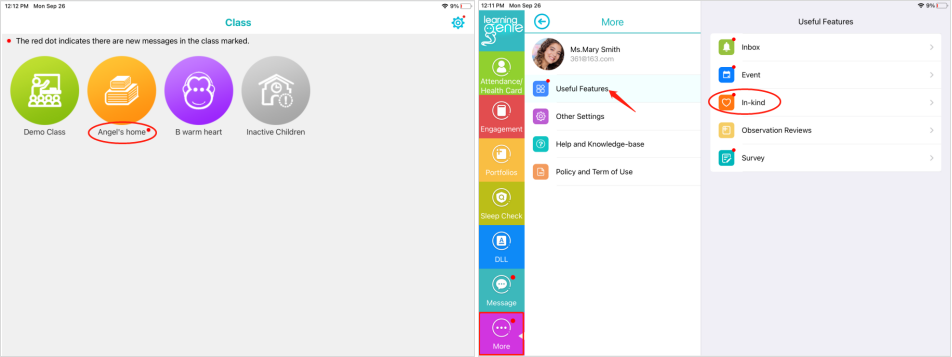 12:12 PM Mon Sep 26
9%
Class
The red dot indicates there are new messages in the class marked.
Demo Class
Angel's home
B warm heart
Inactive Children
12:11 PM Mon Sep 26
9%
learning
Genie
Attendance/
Health Card
Engagement
Portfolios
Sleep Check
DLL
Message
More
More
Ms.Mary Smith
361@163.com
Useful Features
Other Settings
Help and Knowledge-base
Policy and Term of Use
Useful Features
Inbox
Event
In-kind
Observation Reviews
Survey